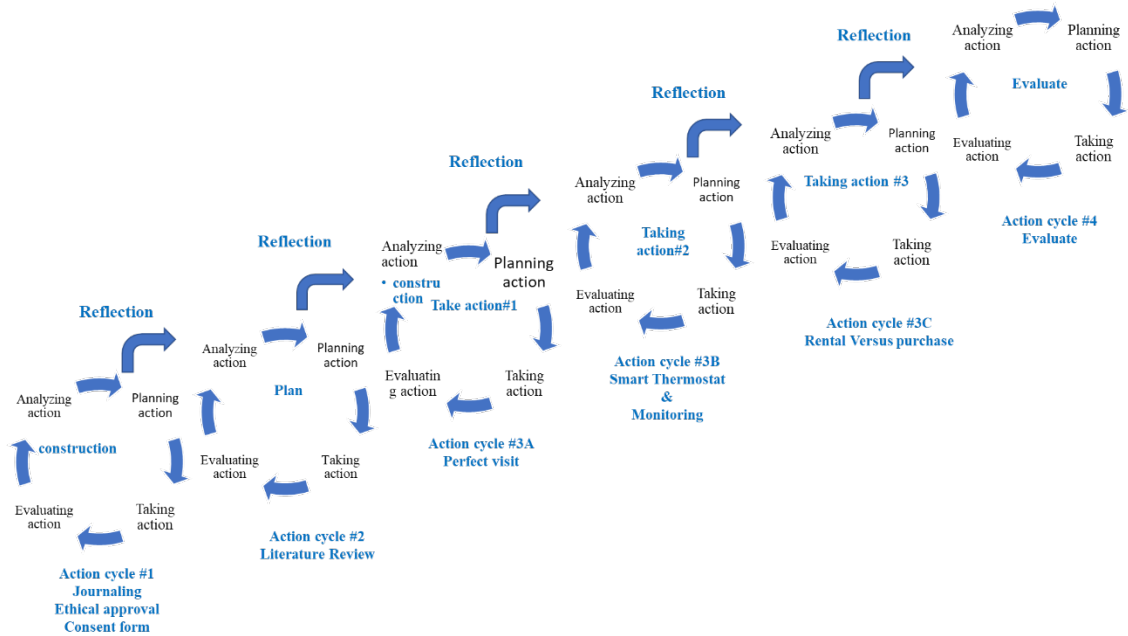 Reflection
Analyzing
action
Planning
action
construction
Evaluating
action
Taking
action
Action cycle #1
Journaling
Ethical approval
Consent form
Reflection
Analyzing
action
Planning
action
Plan
Evaluating
action
Taking
action
Action cycle #2
Literature Review
Reflection
Analyzing
action
• constru
ction
Planning
action
Take action#1
Evaluatin
g action
Taking
action
Action cycle #3A
Perfect visit
Reflection
Analyzing
action
Planning
action
Taking
action#2
Evaluating
action
Taking
action
Action cycle #3B
Smart Thermostat
&
Monitoring
Reflection
Analyzing
action
Planning
action
Taking action #3
Evaluating
action
Taking
action
Action cycle #3C
Rental Versus purchase
Analyzing
action
Planning
action
Evaluate
Evaluating
action
Taking
action
Action cycle #4
Evaluate